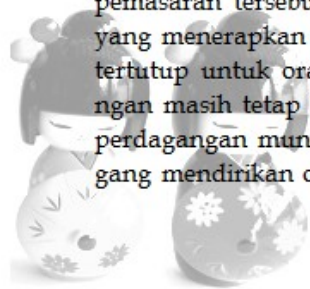 pemasaran tersebu
yang menerapkan
tertutup untuk ora
ngan masih tetap
perdagangan mun
gang mendirikan o